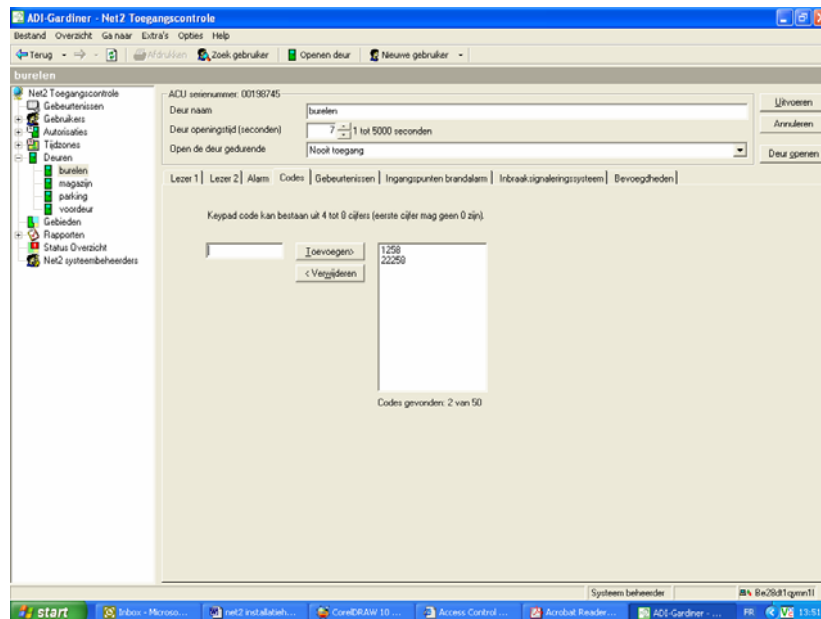 ADI-Gardiner - Net2 Toegangscontrole
Bestand Overzicht Ga naar Extra's Opties Help
Terug Afdrukken Zoek gebruiker Openen deur Nieuwe gebruiker
burelen
Net2 Toegangscontrole
Gebeurtenissen
Gebruikers
Autorisaties
Tijdzones
Deuren
burelen
magazijn
parking
voordeur
Gebieden
Rapporten
Status Overzicht
Net2 systeembeheerders
ACU serienummer: 00198745
Deur naam burelen
Deur openingstijd (seconden) 7 1 tot 5000 seconden
Open de deur gedurende Nooit toegang
Uitvoeren
Annuleren
Deur openen
Lezer 1 Lezer 2 Alarm Codes Gebeurtenissen Ingangspunten brandalarm Inbraaksignaleringssysteem Bevoegdheden
Keypad code kan bestaan uit 4 tot 8 cijfers (eerste cijfer mag geen 0 zijn).
Toevoegen>
< Verwijderen
1258
22258
Codes gevonden: 2 van 50
Systeem beheerder
start Inbox - Microso... net2 installatieh... CorelDRAW 10 ... Access Control ... Acrobat Reader... ADI-Gardner - ... FR 13:51